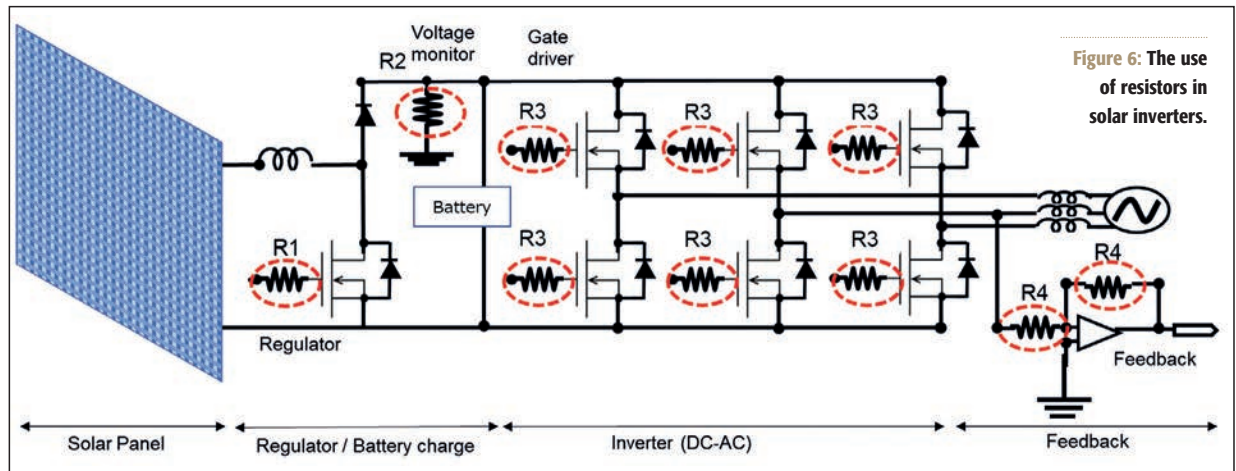 Voltage
monitor
Gate
driver
R2
Figure 6: The use
of resistors in
solar inverters.
R3
R3
R3
Battery
R1
R3
R3
R3
R4
R4
Regulator
Feedback
Solar Panel
Regulator / Battery charge
Inverter (DC-AC)
Feedback